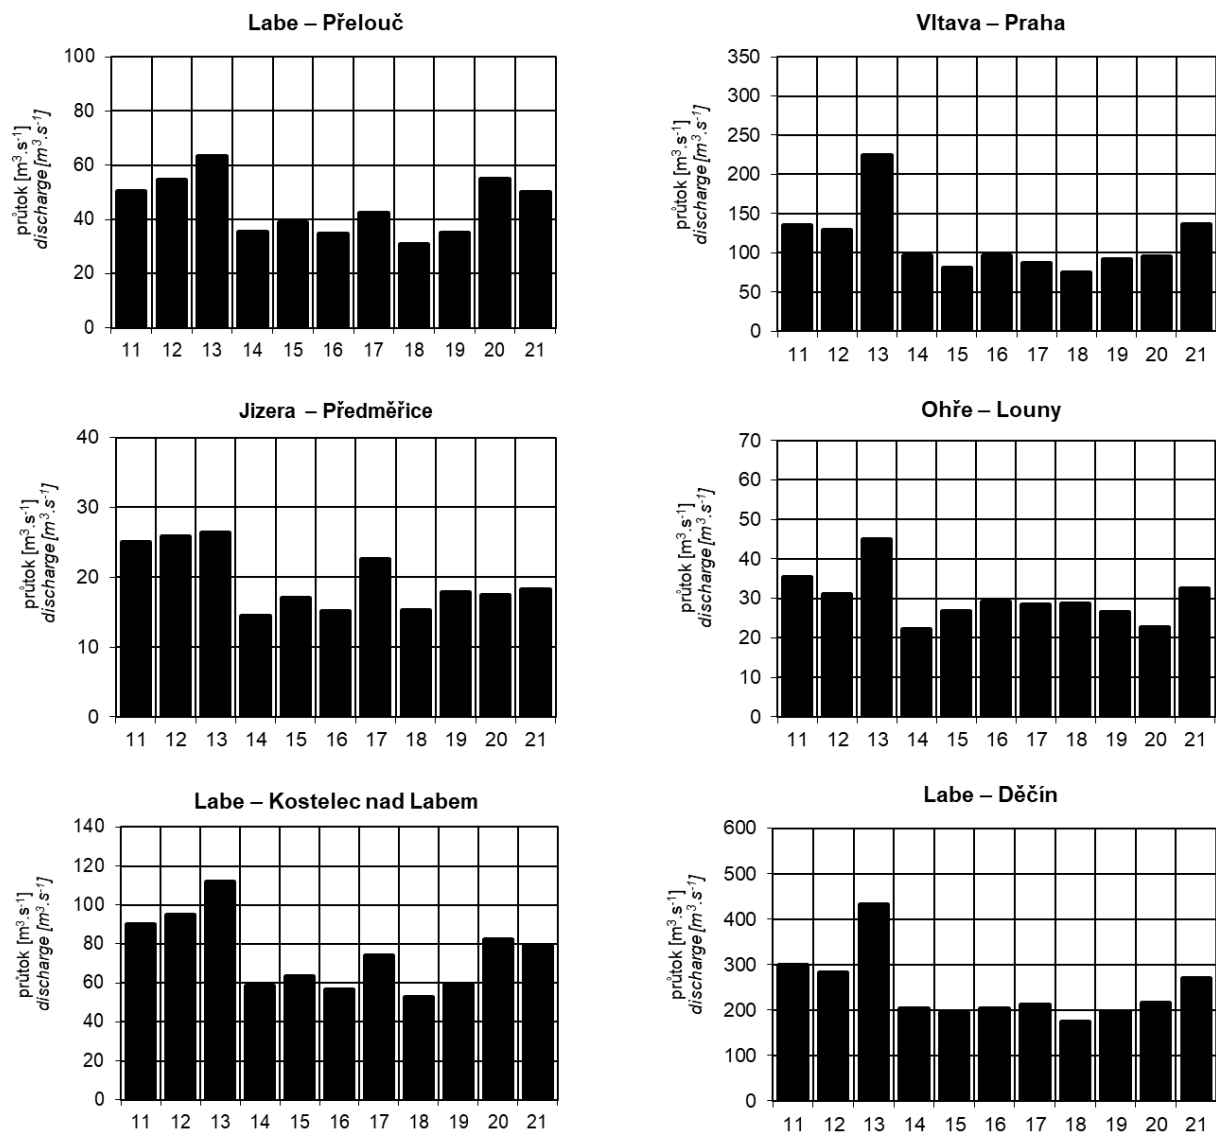 Labe – Přelouč
průtok [m³.s⁻¹]
discharge [m³.s⁻¹]
100
80
60
40
20
0
11 12 13 14 15 16 17 18 19 20 21
Vltava – Praha
průtok [m³.s⁻¹]
discharge [m³.s⁻¹]
350
300
250
200
150
100
50
0
11 12 13 14 15 16 17 18 19 20 21
Jizera – Předměřice
průtok [m³.s⁻¹]
discharge [m³.s⁻¹]
40
30
20
10
0
11 12 13 14 15 16 17 18 19 20 21
Ohře – Louny
průtok [m³.s⁻¹]
discharge [m³.s⁻¹]
70
60
50
40
30
20
10
0
11 12 13 14 15 16 17 18 19 20 21
Labe – Kostelec nad Labem
průtok [m³.s⁻¹]
discharge [m³.s⁻¹]
140
120
100
80
60
40
20
0
11 12 13 14 15 16 17 18 19 20 21
Labe – Děčín
průtok [m³.s⁻¹]
discharge [m³.s⁻¹]
600
500
400
300
200
100
0
11 12 13 14 15 16 17 18 19 20 21